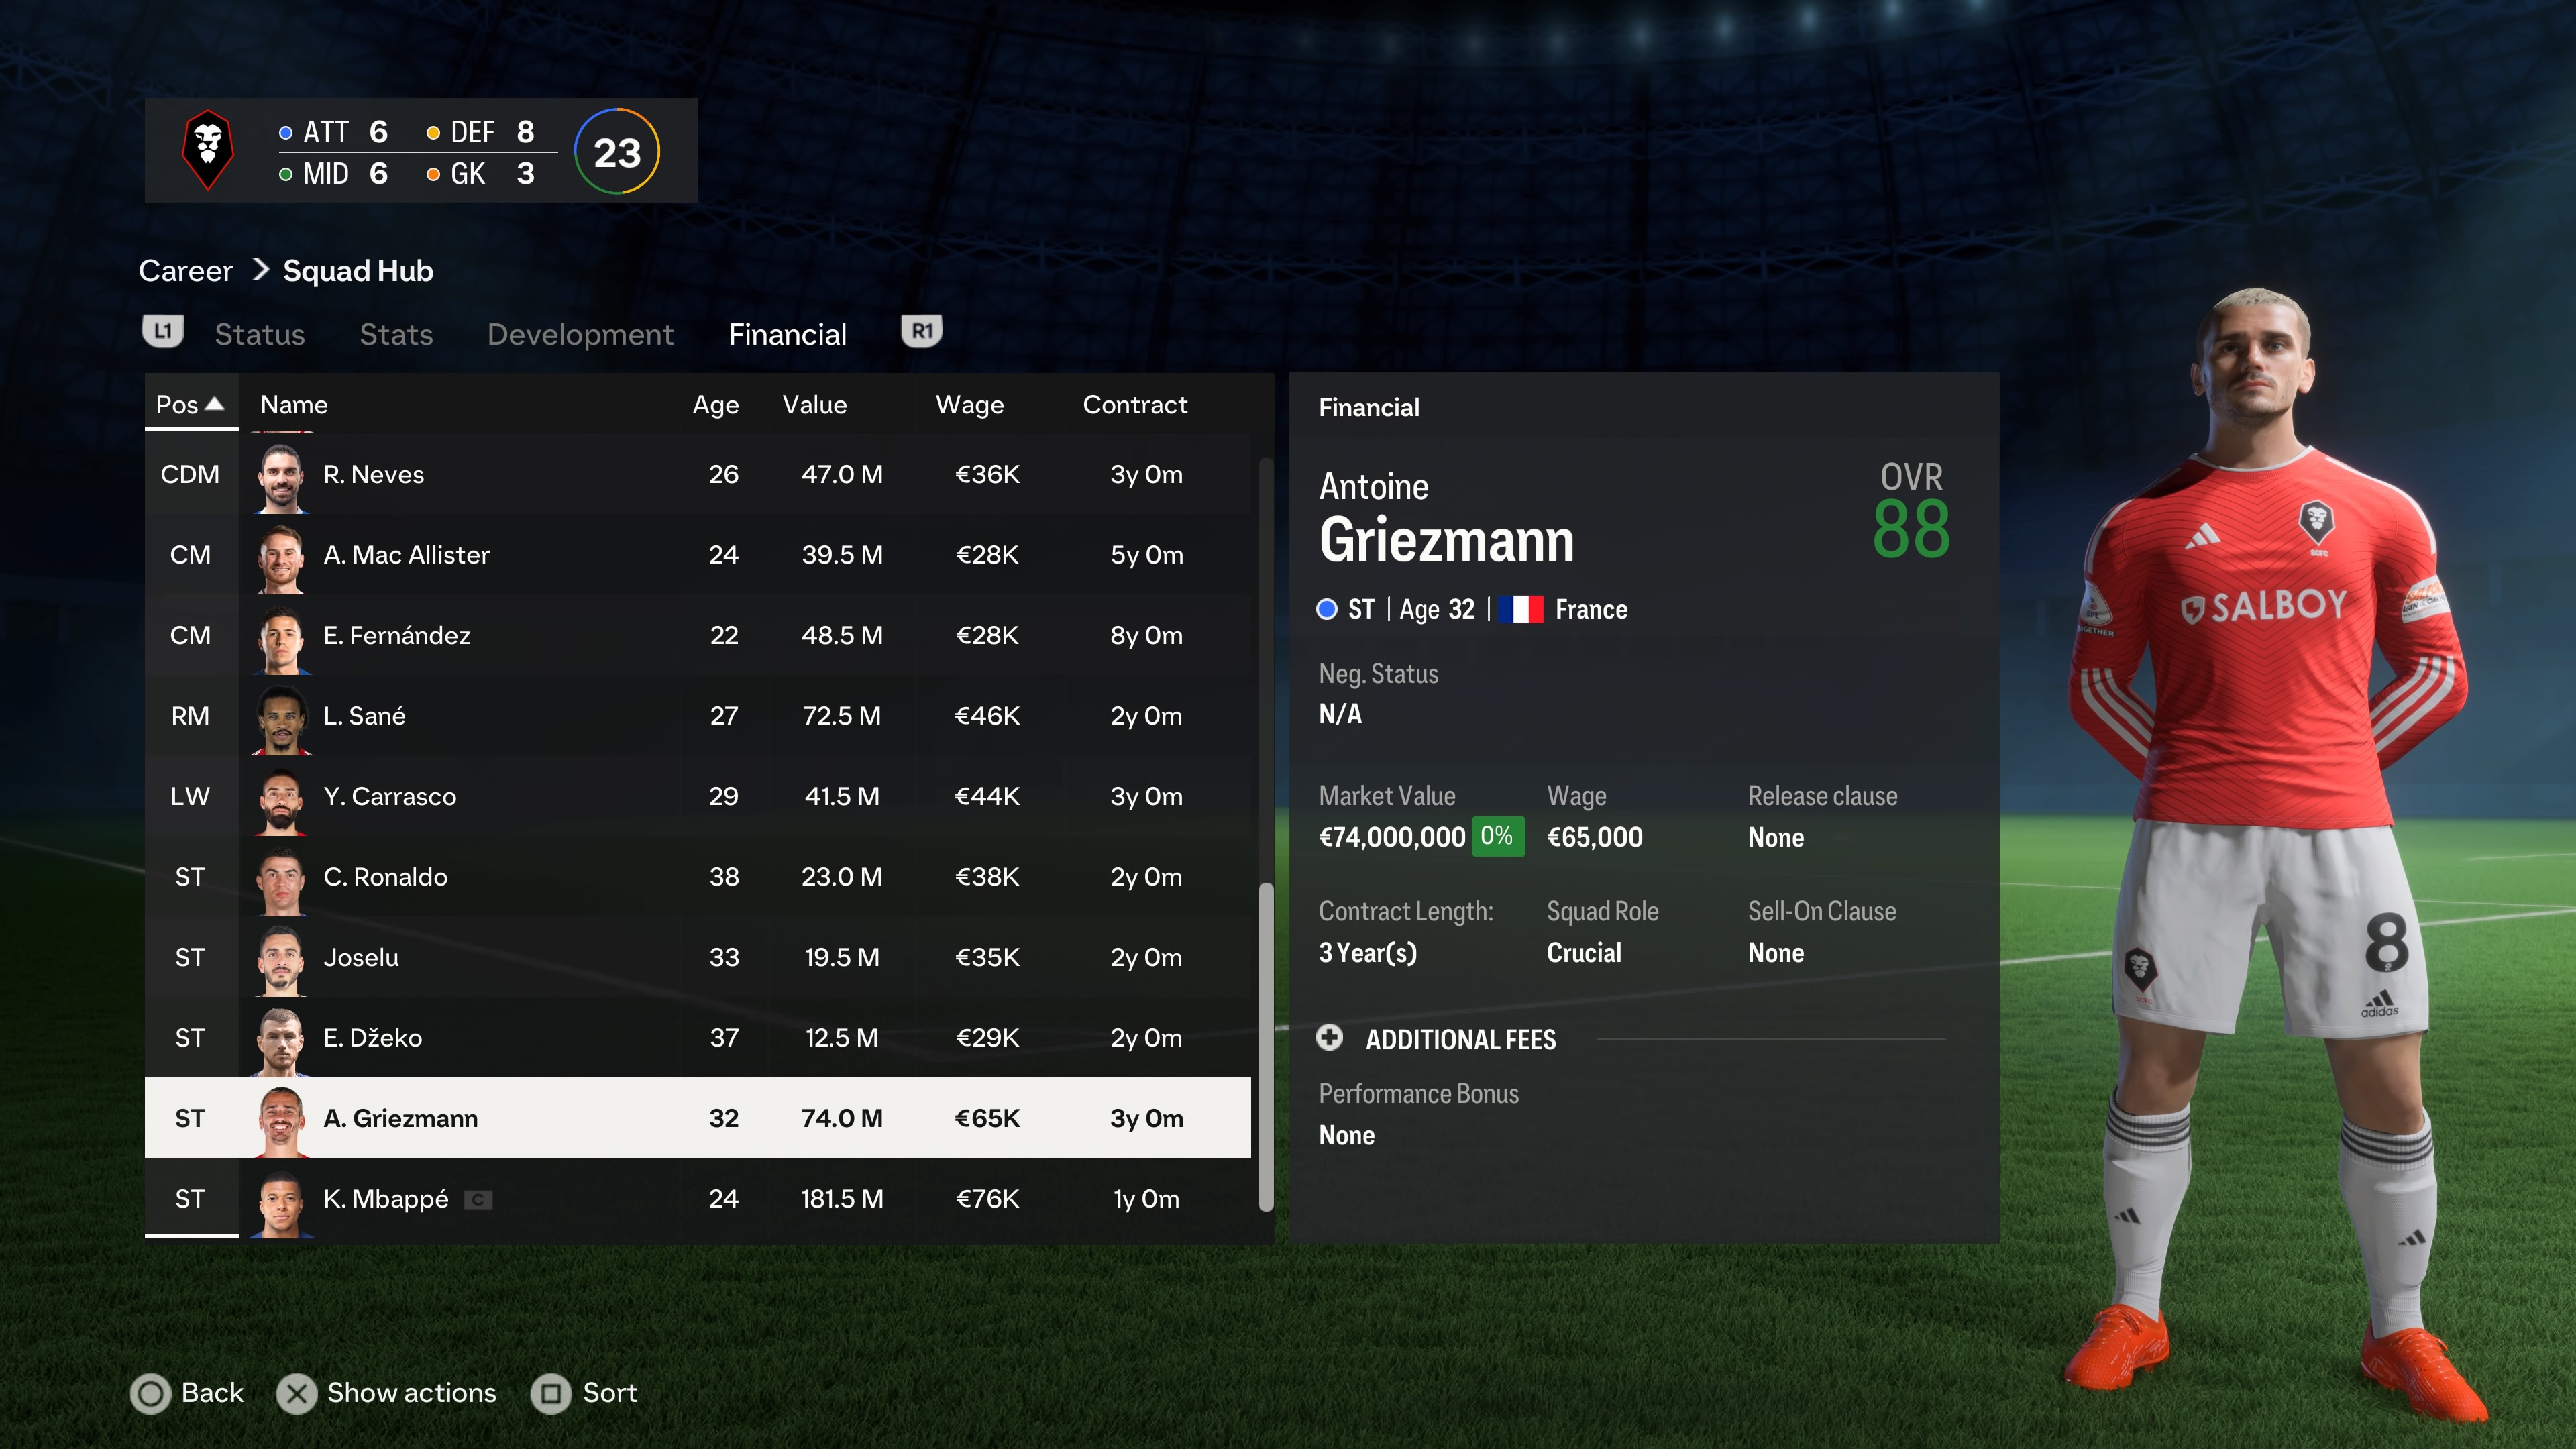 ATT 6 DEF 8
23
MID 6 GK 3
Career > Squad Hub
L1 Status Stats Development Financial R1
Pos Name Age Value Wage Contract
CDM R. Neves 26 47.0 M €36K 3y 0m
CM A. Mac Allister 24 39.5 M €28K 5y 0m
CM E. Fernández 22 48.5 M €28K 8y 0m
RM L. Sané 27 72.5 M €46K 2y 0m
LW Y. Carrasco 29 41.5 M €44K 3y 0m
ST C. Ronaldo 38 23.0 M €38K 2y 0m
ST Joselu 33 19.5 M €35K 2y 0m
ST E. Džeko 37 12.5 M €29K 2y 0m
ST A. Griezmann 32 74.0 M €65K 3y 0m
ST K. Mbappé C 24 181.5 M €76K 1y 0m
Financial
Antoine
Griezmann
OVR
88
ST | Age 32 | France
Neg. Status
N/A
Market Value Wage Release clause
€74,000,000 0% €65,000 None
Contract Length: Squad Role Sell-On Clause
3 Year(s) Crucial None
ADDITIONAL FEES
Performance Bonus
None
SCFC
SALBOY
8
adidas
Back Show actions Sort